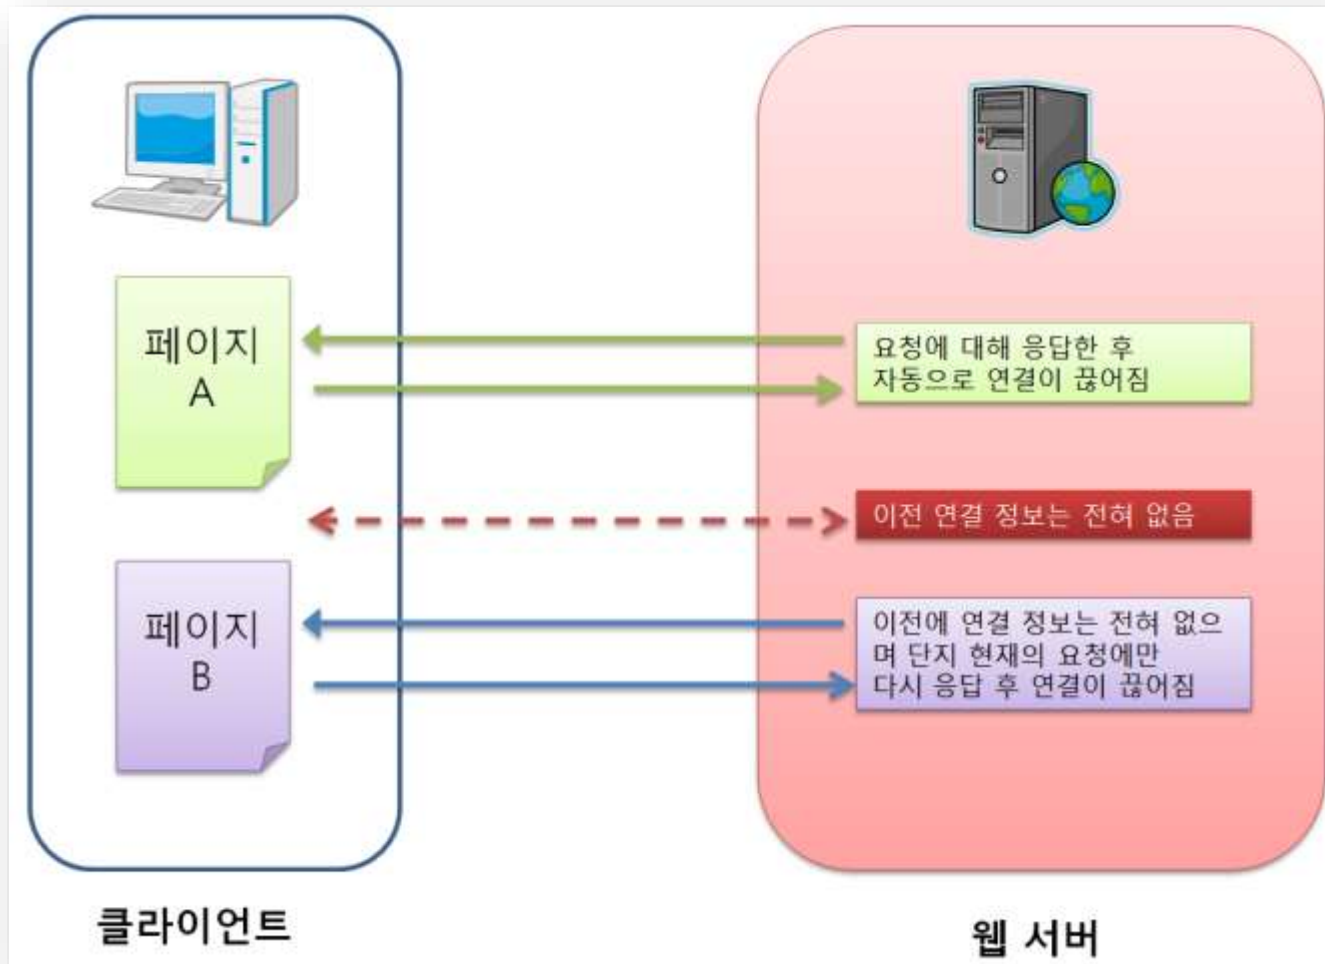 페이지
A
요청에 대해 응답한 후
자동으로 연결이 끊어짐
이전 연결 정보는 전혀 없음
페이지
B
이전에 연결 정보는 전혀 없으
며 단지 현재의 요청에만
다시 응답 후 연결이 끊어짐
클라이언트
웹 서버